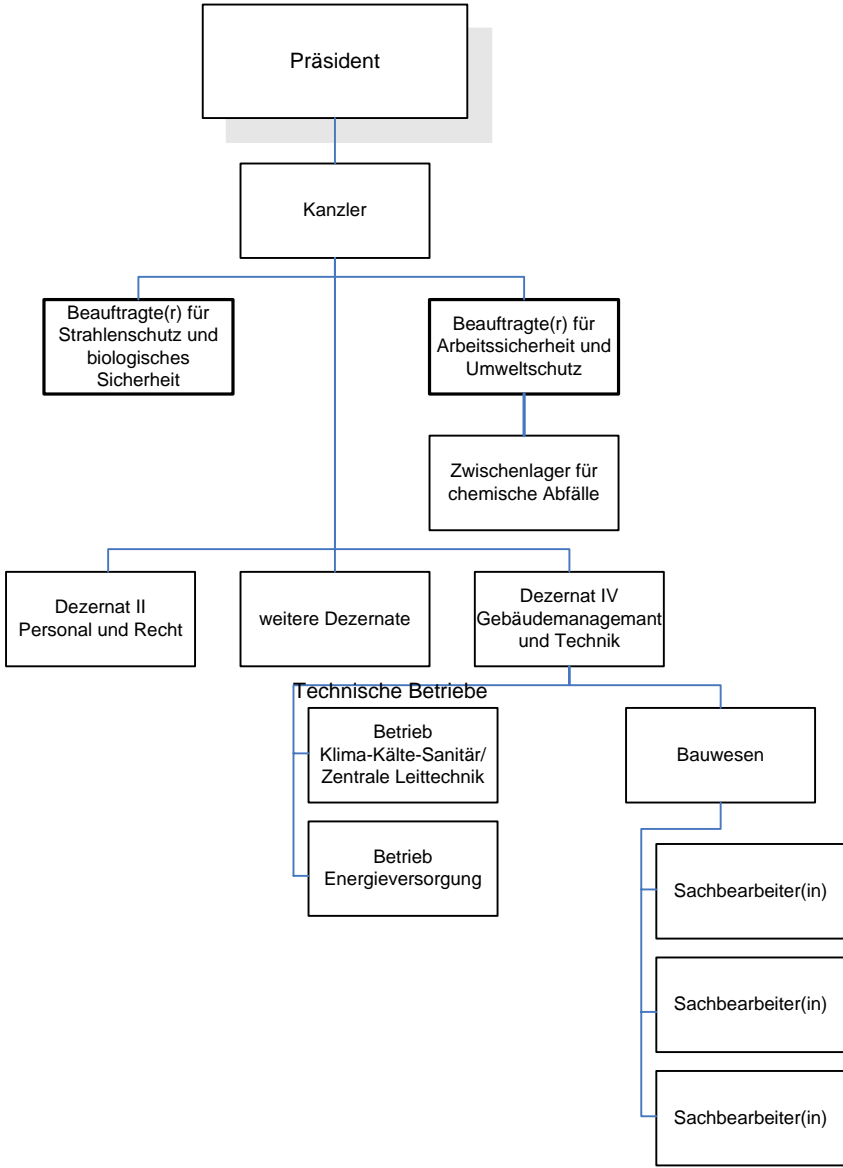 Präsident
Kanzler
Beauftragte(r) für
Strahlenschutz und
biologisches
Sicherheit
Beauftragte(r) für
Arbeitssicherheit und
Umweltschutz
Zwischenlager für
chemische Abfälle
Dezernat II
Personal und Recht
weitere Dezernate
Dezernat IV
Gebäudemanagemant
und Technik
Technische Betriebe
Betrieb
Klima-Kälte-Sanitär/
Zentrale Leittechnik
Bauwesen
Betrieb
Energieversorgung
Sachbearbeiter(in)
Sachbearbeiter(in)
Sachbearbeiter(in)